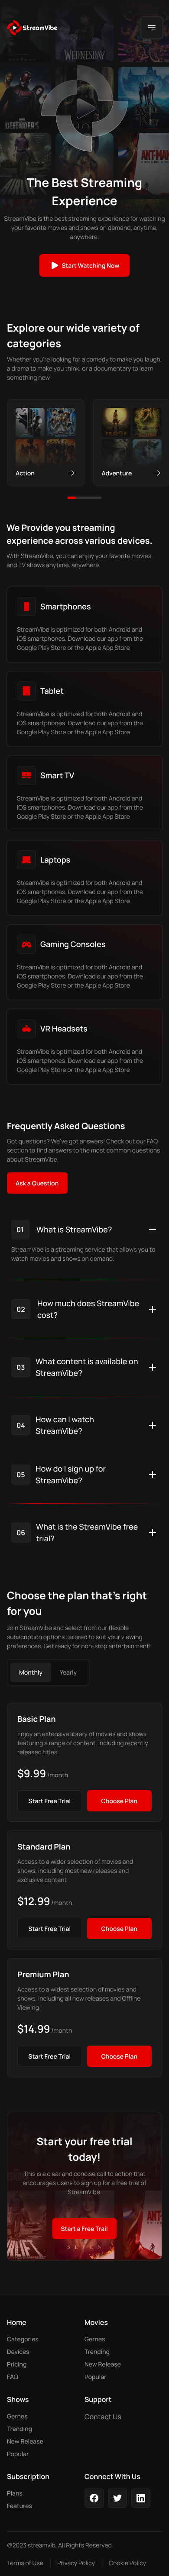 StreamVibe
WEDNESDAY
DEFENDERS
ANT-MAN
The Best Streaming
Experience
StreamVibe is the best streaming experience for watching
your favorite movies and shows on demand, anytime,
anywhere.
Start Watching Now
Explore our wide variety of
categories
Whether you're looking for a comedy to make you laugh,
a drama to make you think, or a documentary to learn
something new
Action
Adventure
We Provide you streaming
experience across various devices.
With StreamVibe, you can enjoy your favorite movies
and TV shows anytime, anywhere.
Smartphones
StreamVibe is optimized for both Android and
iOS smartphones. Download our app from the
Google Play Store or the Apple App Store
Tablet
StreamVibe is optimized for both Android and
iOS smartphones. Download our app from the
Google Play Store or the Apple App Store
Smart TV
StreamVibe is optimized for both Android and
iOS smartphones. Download our app from the
Google Play Store or the Apple App Store
Laptops
StreamVibe is optimized for both Android and
iOS smartphones. Download our app from the
Google Play Store or the Apple App Store
Gaming Consoles
StreamVibe is optimized for both Android and
iOS smartphones. Download our app from the
Google Play Store or the Apple App Store
VR Headsets
StreamVibe is optimized for both Android and
iOS smartphones. Download our app from the
Google Play Store or the Apple App Store
Frequently Asked Questions
Got questions? We've got answers! Check out our FAQ
section to find answers to the most common questions
about StreamVibe.
Ask a Question
01 What is StreamVibe?
StreamVibe is a streaming service that allows you to
watch movies and shows on demand.
02 How much does StreamVibe
cost?
03 What content is available on
StreamVibe?
04 How can I watch
StreamVibe?
05 How do I sign up for
StreamVibe?
06 What is the StreamVibe free
trial?
Choose the plan that's right
for you
Join StreamVibe and select from our flexible
subscription options tailored to suit your viewing
preferences. Get ready for non-stop entertainment!
Monthly Yearly
Basic Plan
Enjoy an extensive library of movies and shows,
featuring a range of content, including recently
released titles.
$9.99 /month
Start Free Trial Choose Plan
Standard Plan
Access to a wider selection of movies and
shows, including most new releases and
exclusive content
$12.99 /month
Start Free Trial Choose Plan
Premium Plan
Access to a widest selection of movies and
shows, including all new releases and Offline
Viewing
$14.99 /month
Start Free Trial Choose Plan
Start your free trial
today!
This is a clear and concise call to action that
encourages users to sign up for a free trial of
StreamVibe.
Start a Free Trail
Home
Categories
Devices
Pricing
FAQ
Movies
Gernes
Trending
New Release
Popular
Shows
Gernes
Trending
New Release
Popular
Support
Contact Us
Subscription
Plans
Features
Connect With Us
@2023 streamvib, All Rights Reserved
Terms of Use Privacy Policy Cookie Policy